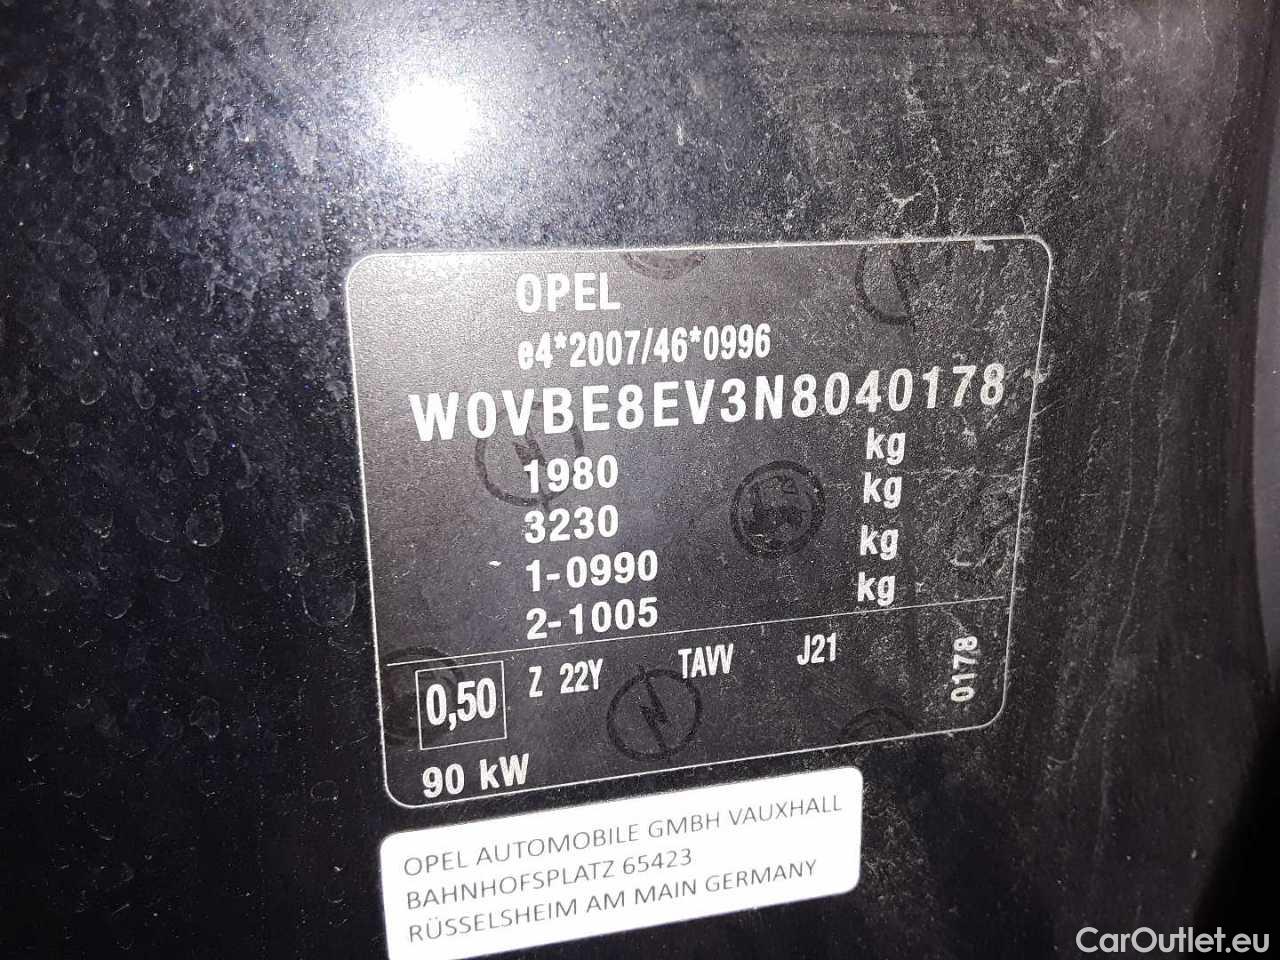 OPEL
e4*2007/46*0996
W0VBE8EV3N8040178
1980 kg
3230 kg
1-0990 kg
2-1005 kg
0,50 Z 22Y TAW J21 0178
90 kW
OPEL AUTOMOBILE GMBH VAUXHALL
BAHNHOFSPLATZ 65423
RÜSSELSHEIM AM MAIN GERMANY
CarOutlet.eu